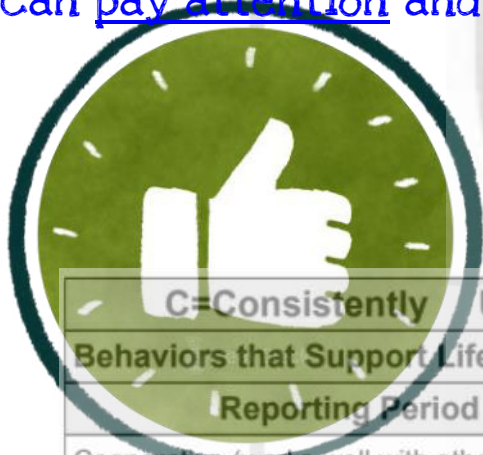 can pay attention and
C=Consistently
Behaviors that Support Life
Reporting Period